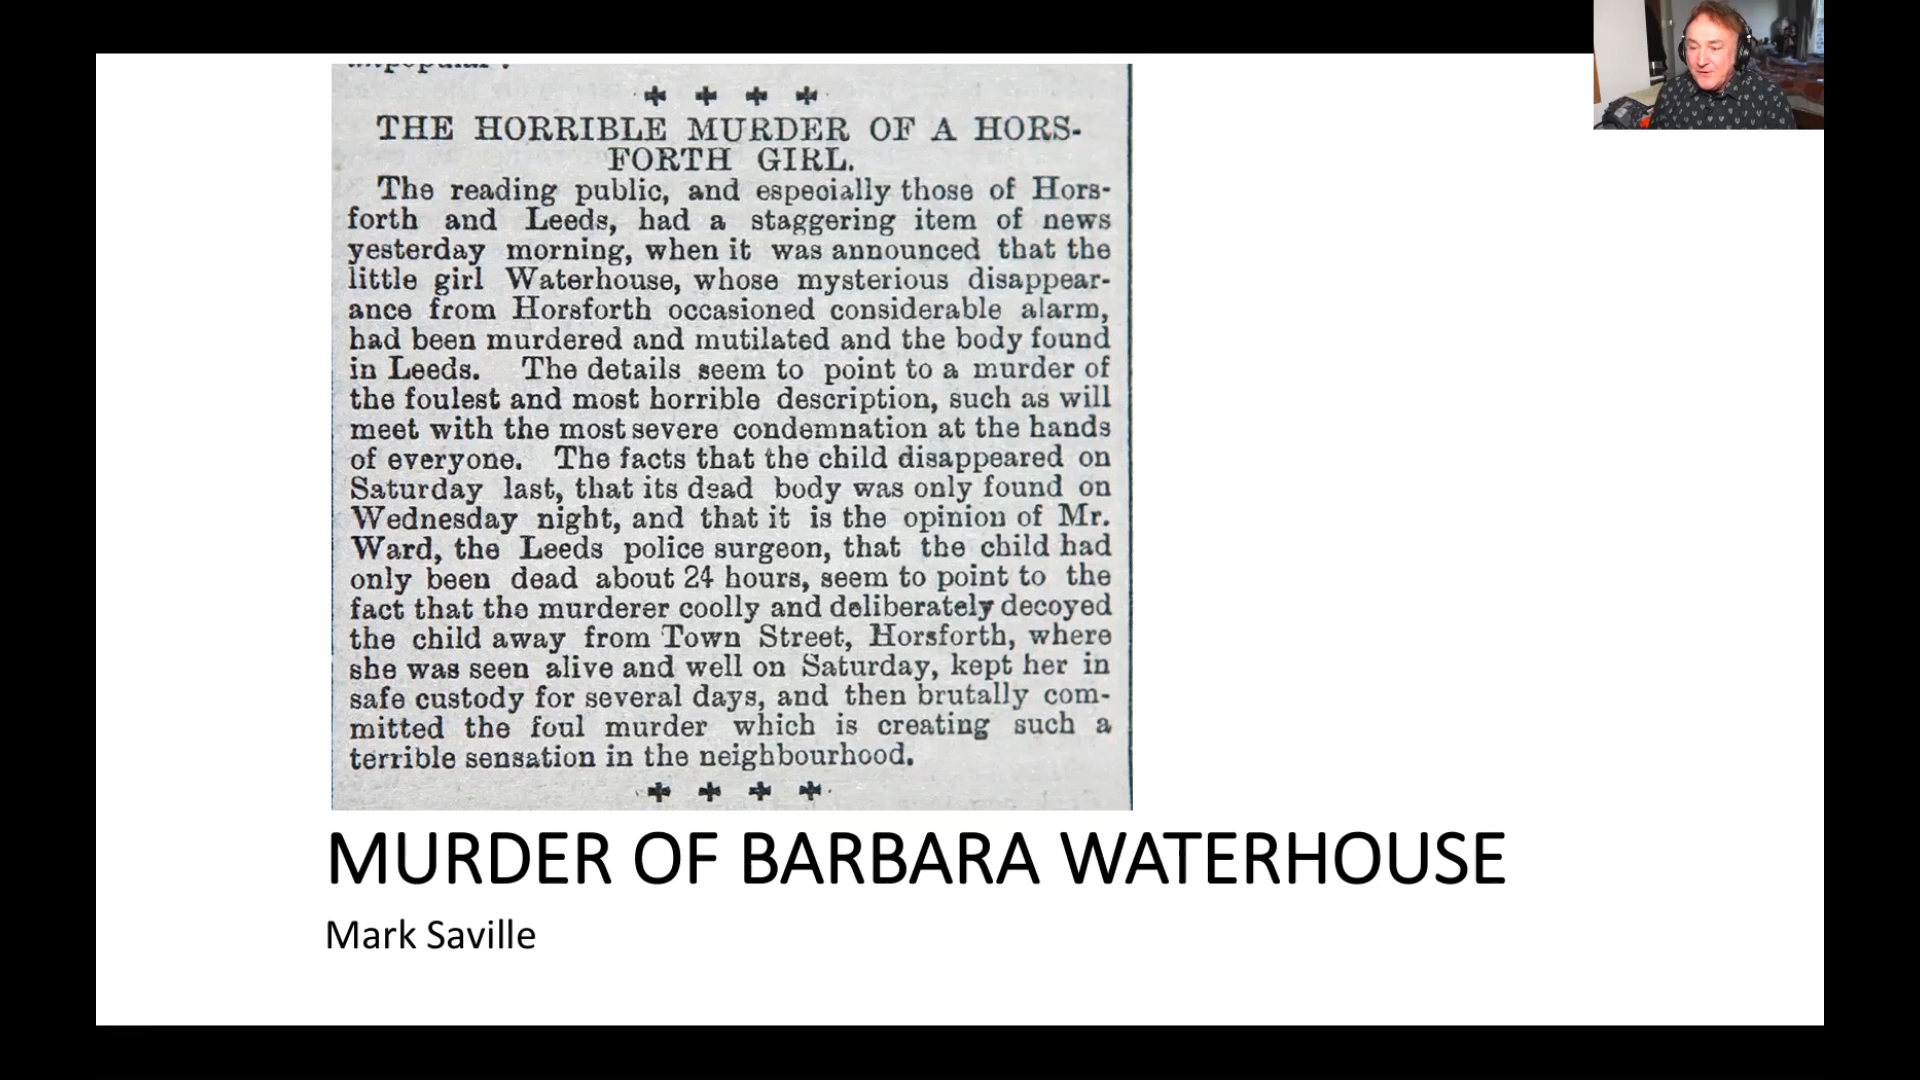 THE HORRIBLE MURDER OF A HORS-
FORTH GIRL.
The reading public, and especially those of Hors-
forth and Leeds, had a staggering item of news
yesterday morning, when it was announced that the
little girl Waterhouse, whose mysterious disappear-
ance from Horsforth occasioned considerable alarm,
had been murdered and mutilated and the body found
in Leeds. The details seem to point to a murder of
the foulest and most horrible description, such as will
meet with the most severe condemnation at the hands
of everyone. The facts that the child disappeared on
Saturday last, that its dead body was only found on
Wednesday night, and that it is the opinion of Mr.
Ward, the Leeds police surgeon, that the child had
only been dead about 24 hours, seem to point to the
fact that the murderer coolly and deliberately decoyed
the child away from Town Street, Horsforth, where
she was seen alive and well on Saturday, kept her in
safe custody for several days, and then brutally com-
mitted the foul murder which is creating such a
terrible sensation in the neighbourhood.
MURDER OF BARBARA WATERHOUSE
Mark Saville